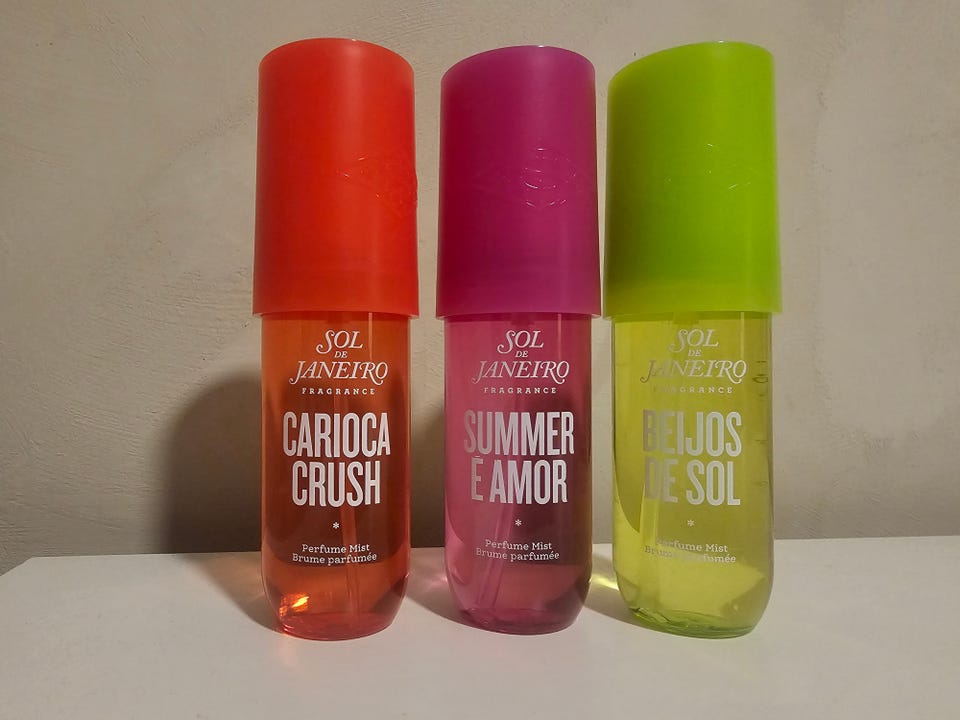 SOL
DE
JANEIRO
FRAGRANCE
CARIOCA
CRUSH
*
Perfume Mist
Brume parfumée
SOL
DE
JANEIRO
FRAGRANCE
SUMMER
É AMOR
*
Perfume Mist
Brume parfumée
SOL
DE
JANEIRO
FRAGRANCE
BEIJOS
DE SOL
*
Perfume Mist
Brume parfumée